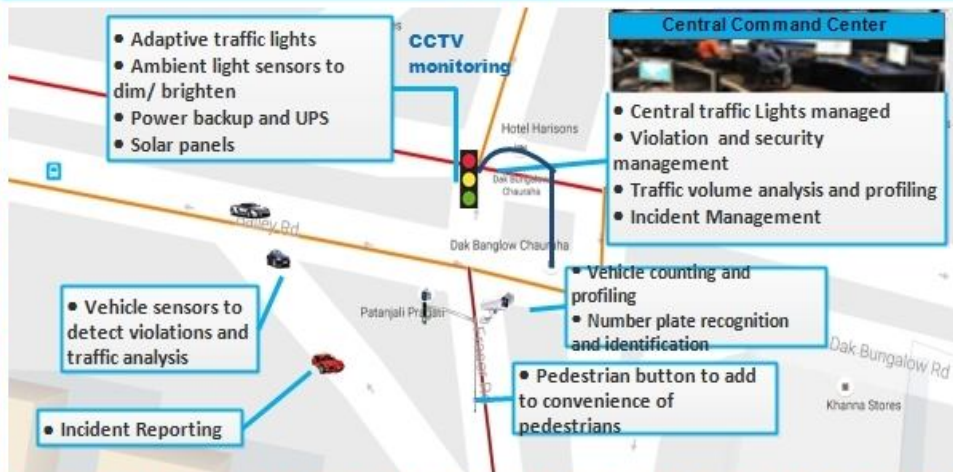 • Adaptive traffic lights
• Ambient light sensors to
dim/ brighten
• Power backup and UPS
• Solar panels
CCTV
monitoring
Central Command Center
• Central traffic Lights managed
• Violation and security
management
• Traffic volume analysis and profiling
• Incident Management
Hotel Harisons
Dak Bungalow
Chauraha
Bailey Rd
Dak Banglow Chauraha
• Vehicle counting and
profiling
• Number plate recognition
and identification
• Vehicle sensors to
detect violations and
traffic analysis
Patanjali
Dak Bungalow Rd
Khanna Stores
• Pedestrian button to add
to convenience of
pedestrians
• Incident Reporting